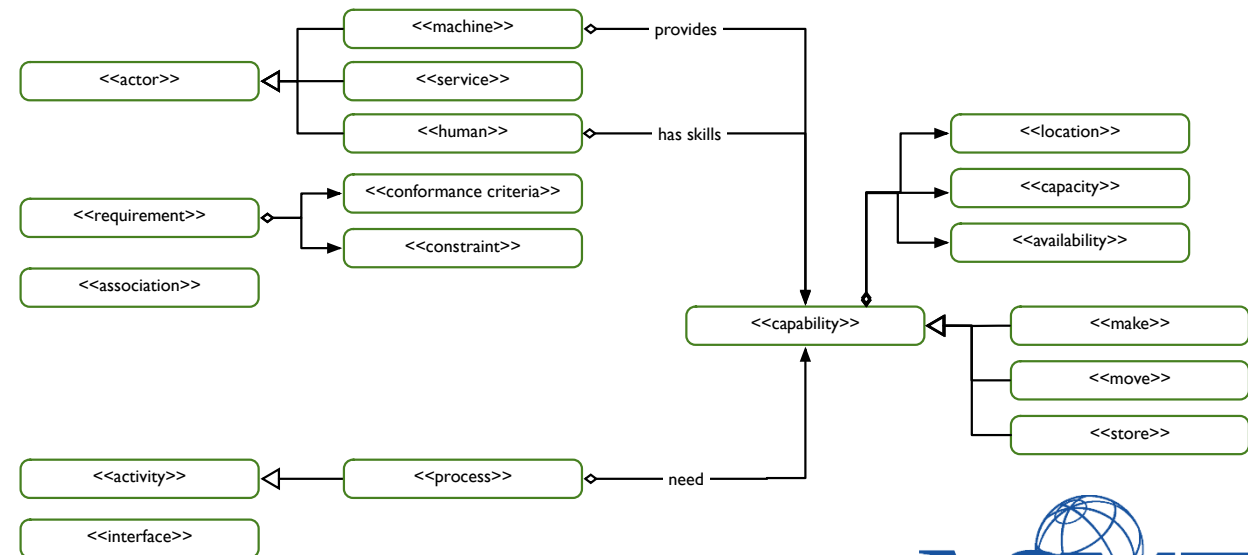 <<machine>>
provides
<<actor>>
<<service>>
<<human>>
has skills
<<location>>
<<conformance criteria>>
<<capacity>>
<<requirement>>
<<constraint>>
<<availability>>
<<association>>
<<capability>>
<<make>>
<<move>>
<<store>>
<<activity>>
<<process>>
need
<<interface>>